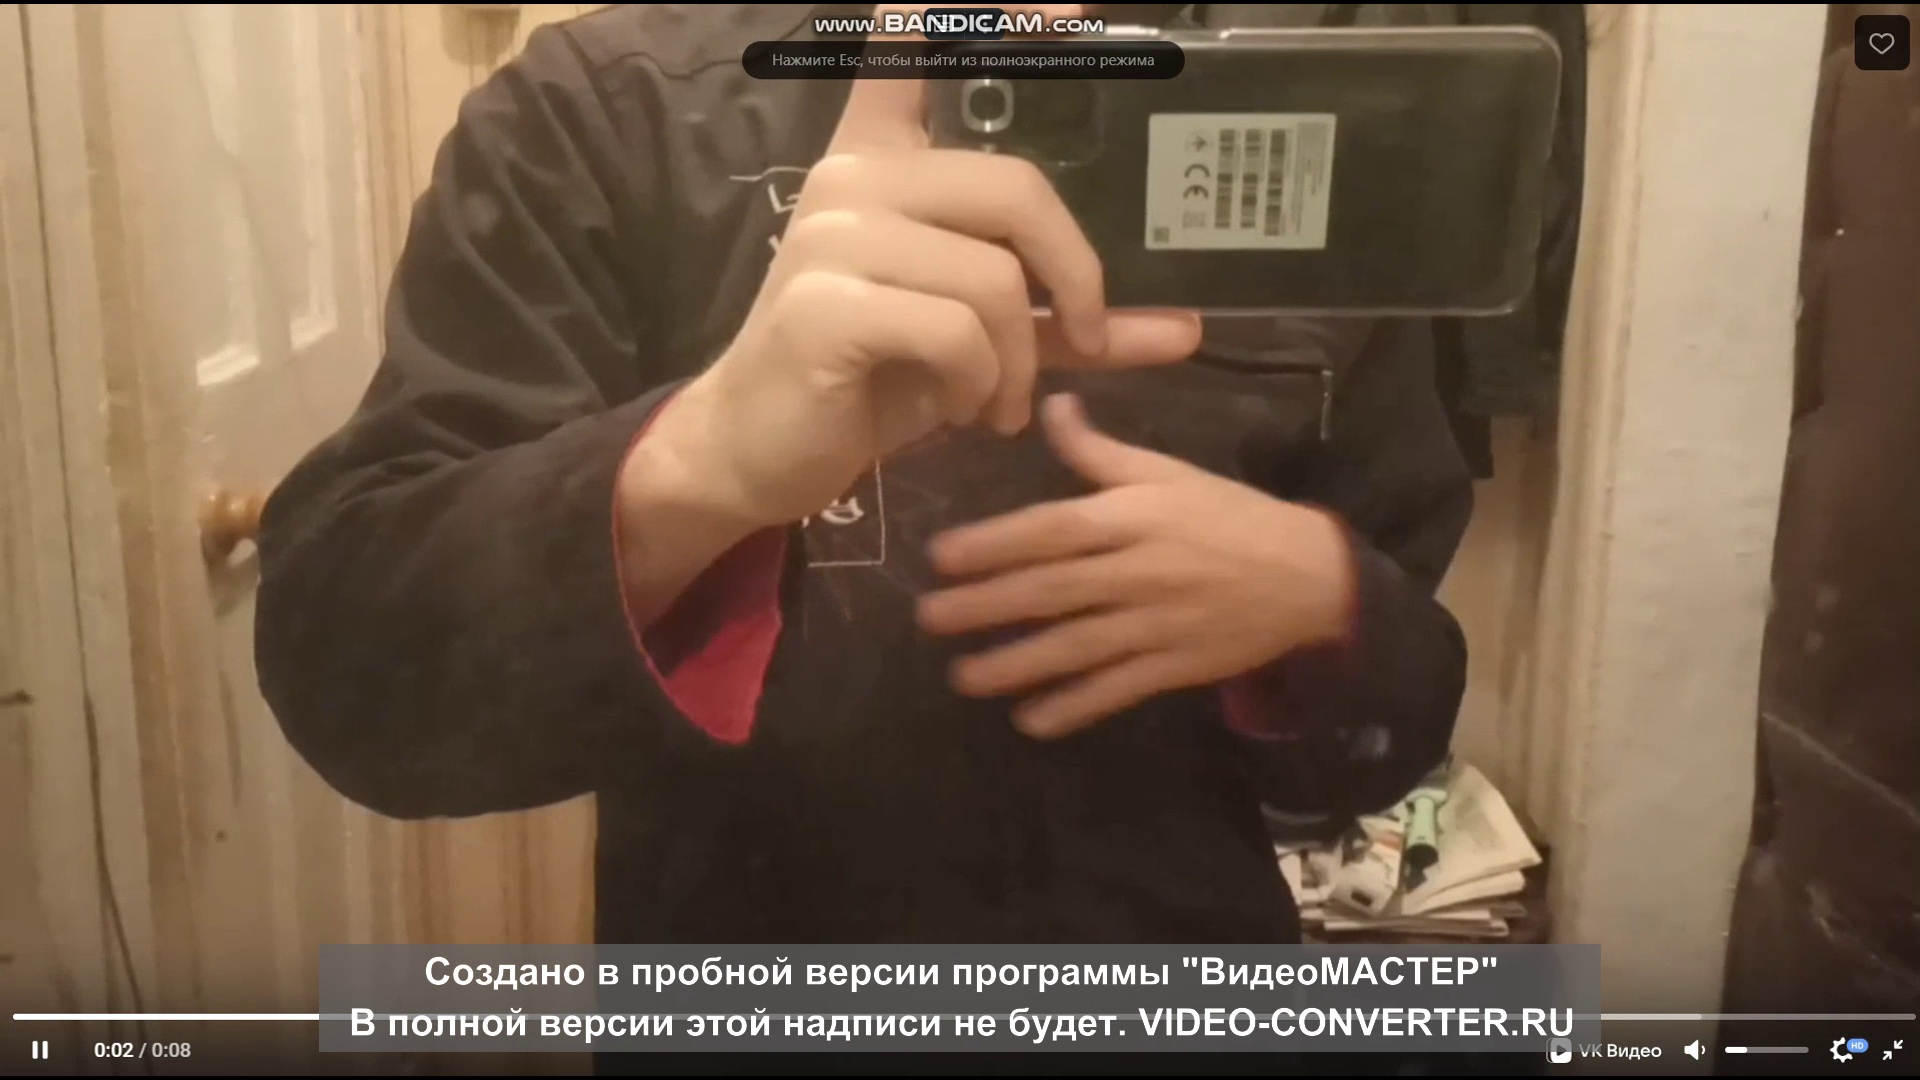 www.BANDICAM.com
Нажмите Esc, чтобы выйти из полноэкранного режима
CE
Создано в пробной версии программы "ВидеоМАСТЕР"
В полной версии этой надписи не будет. VIDEO-CONVERTER.RU
0:02 / 0:08
VK Видео
HD